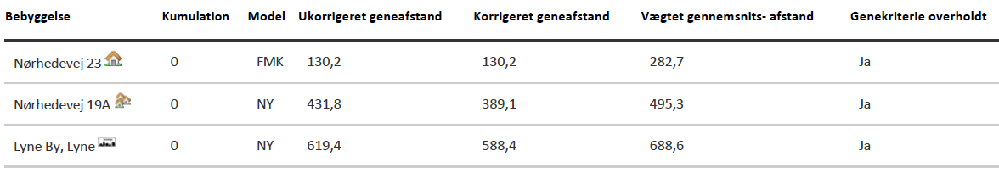 Bebyggelse Kumulation Model Ukorrigeret geneafstand Korrigeret geneafstand Vægtet gennemsnits- afstand Genekriterie overholdt
Nørhedevej 23 0 FMK 130,2 130,2 282,7 Ja
Nørhedevej 19A 0 NY 431,8 389,1 495,3 Ja
Lyne By, Lyne 0 NY 619,4 588,4 688,6 Ja